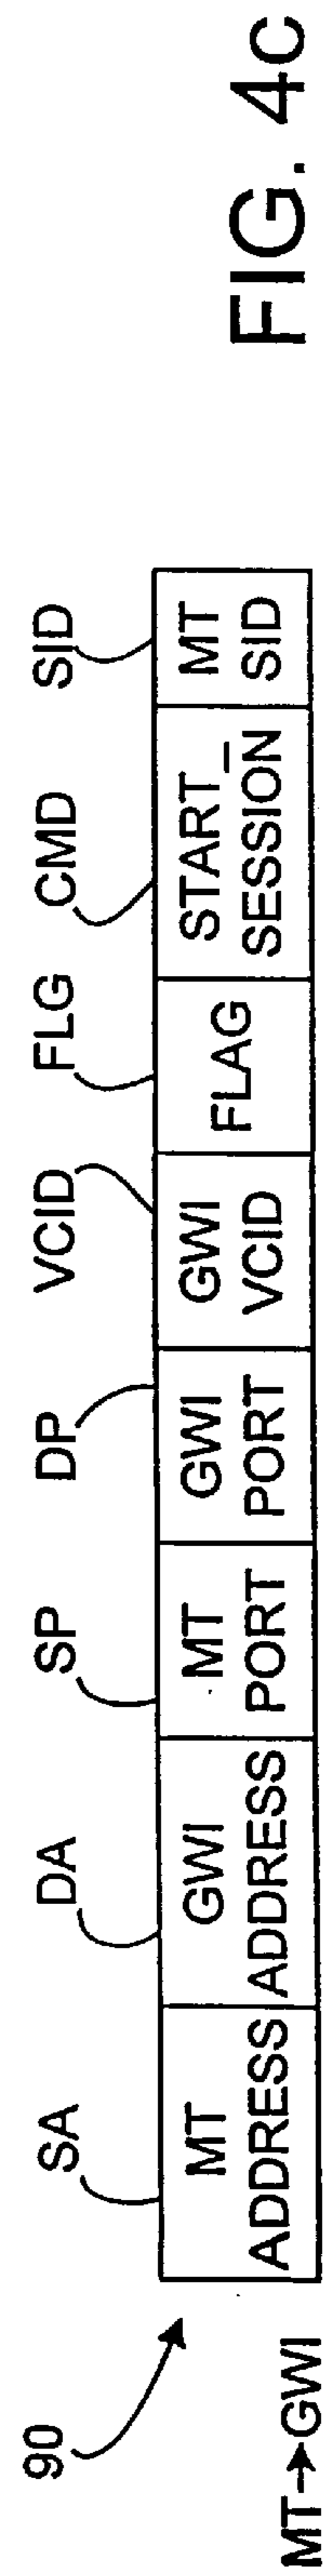 90
SA
DA
SP
DP
VCID
FLG
CMD
SID
MT
ADDRESS
GWI
ADDRESS
MT
PORT
GWI
PORT
GWI
VCID
FLAG
START_
SESSION
MT
SID
MT→GWI
FIG. 4c